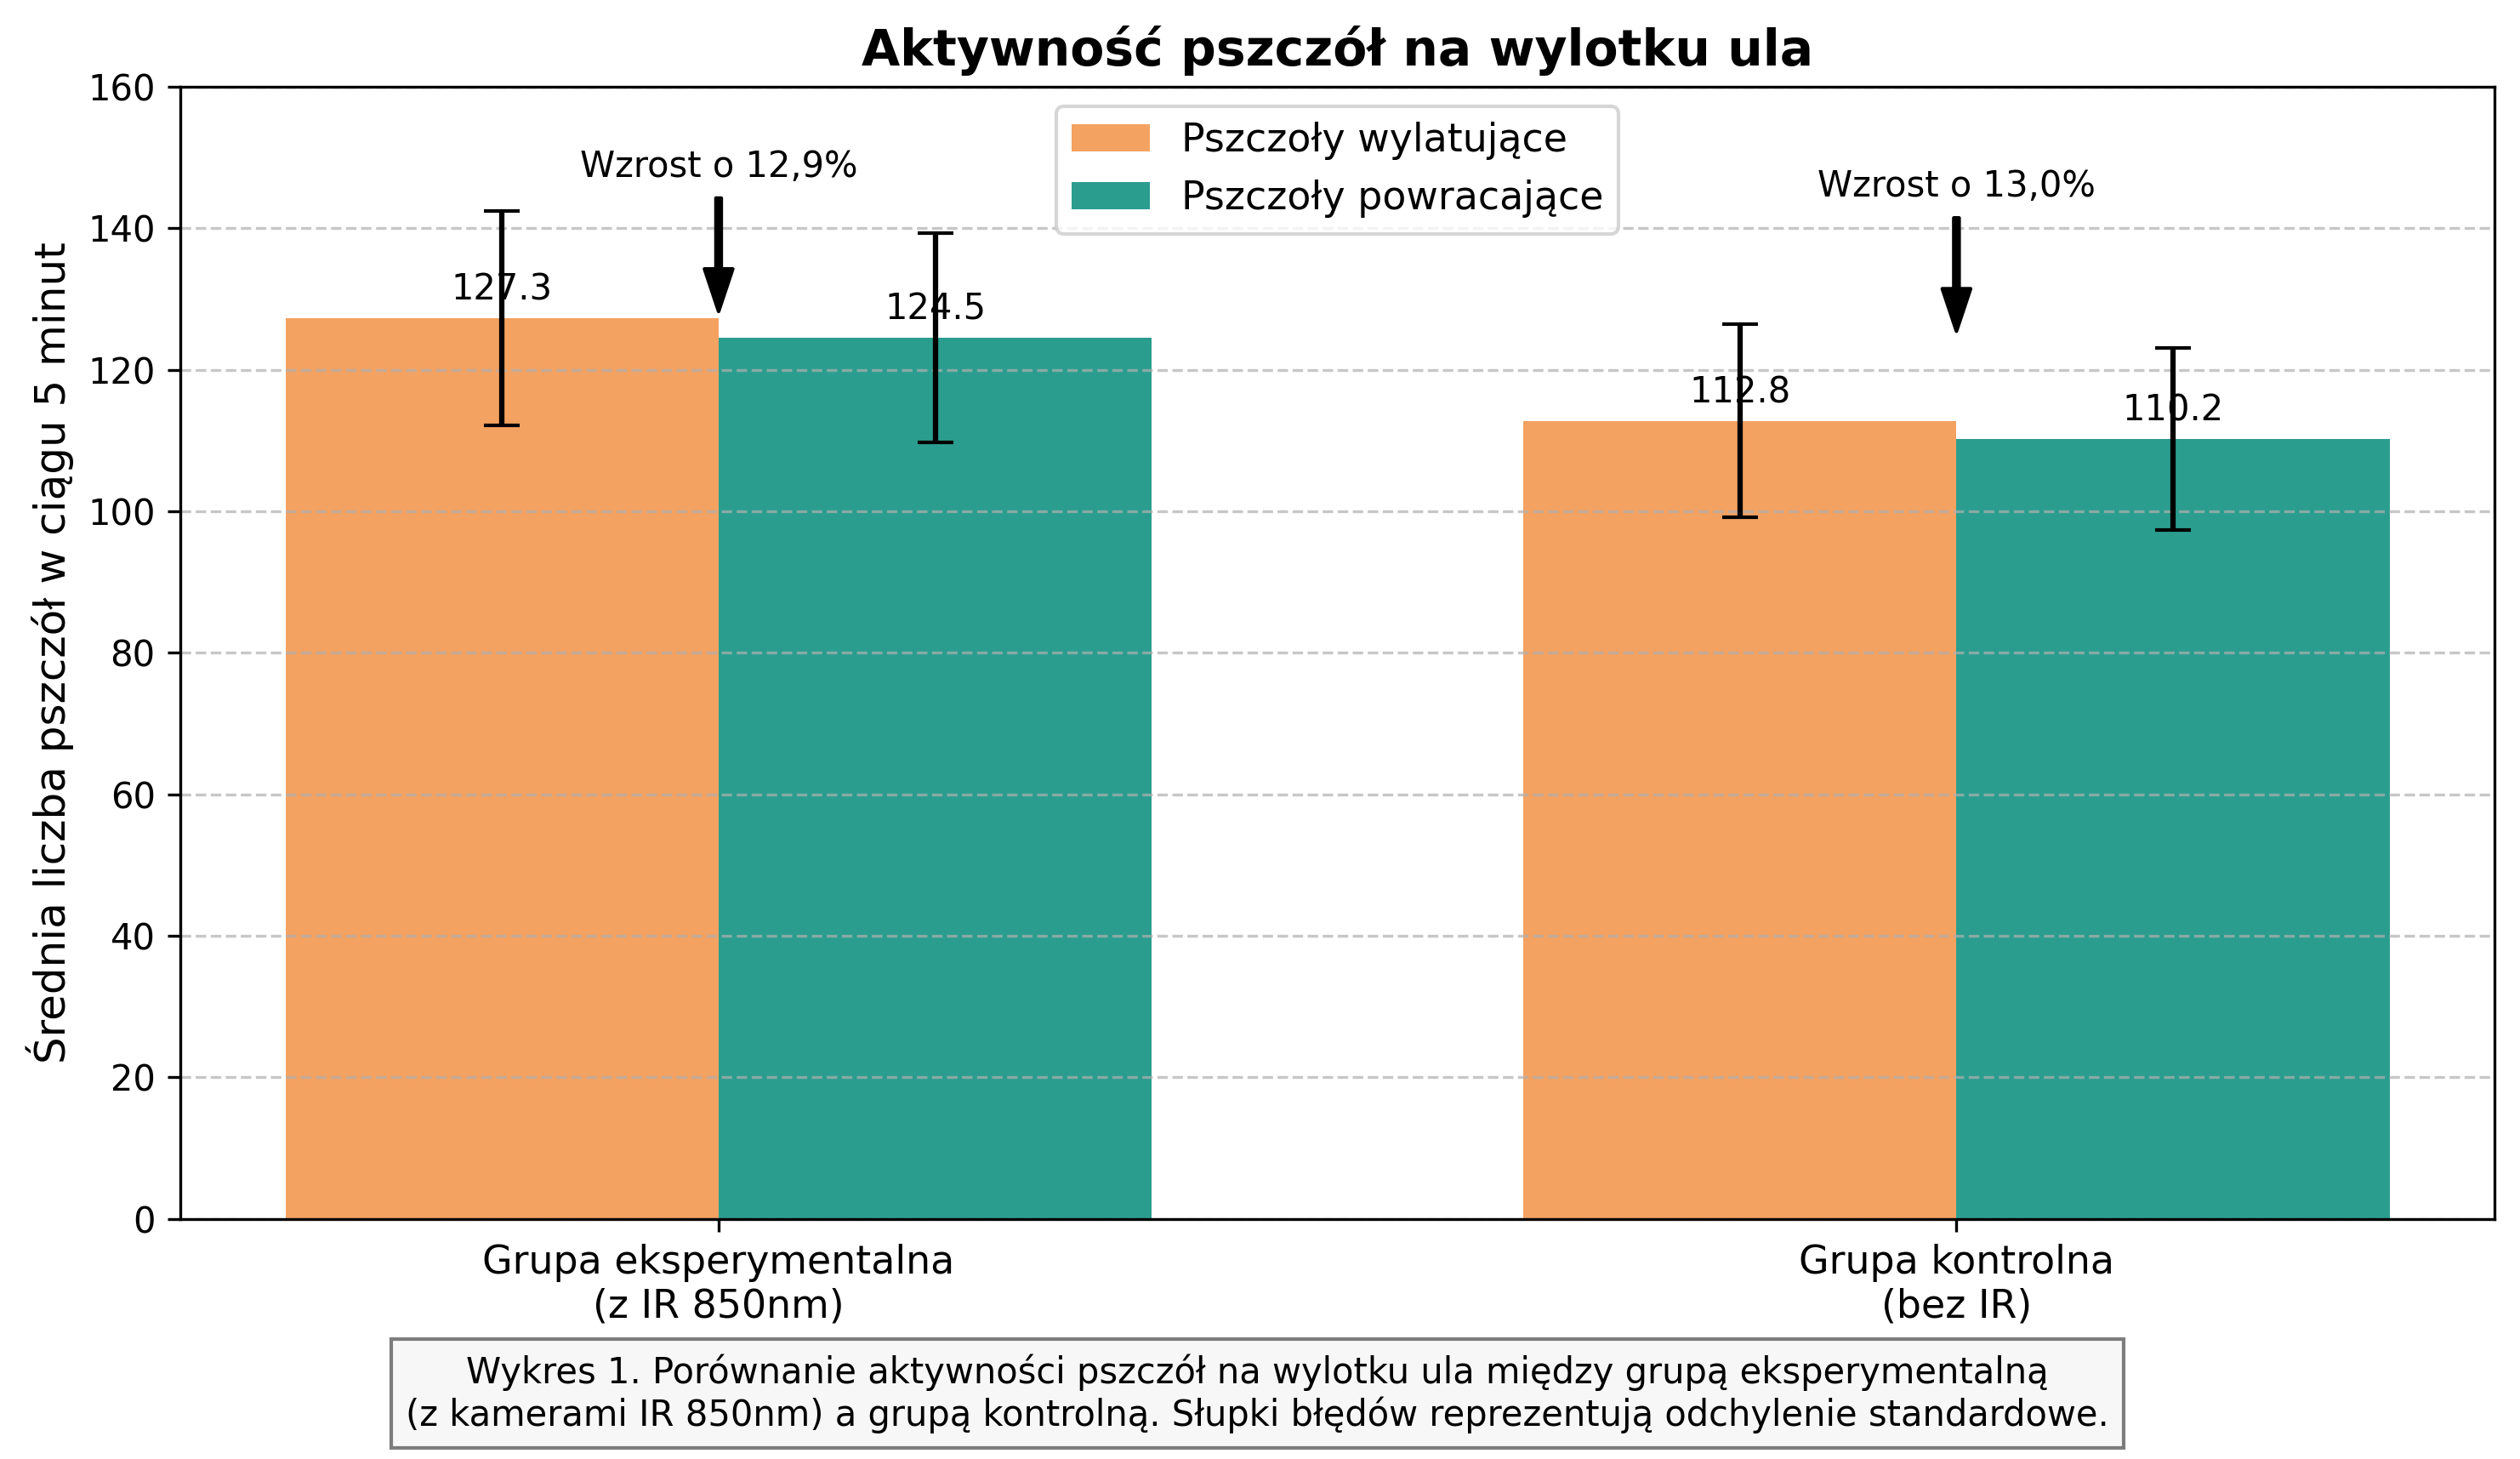 Aktywność pszczół na wylotku ula
Średnia liczba pszczół w ciągu 5 minut
160
140
120
100
80
60
40
20
0
Pszczoły wylatujące
Pszczoły powracające
Wzrost o 12,9%
Wzrost o 13,0%
127.3
124.5
112.8
110.2
Grupa eksperymentalna
(z IR 850nm)
Grupa kontrolna
(bez IR)
Wykres 1. Porównanie aktywności pszczół na wylotku ula między grupą eksperymentalną
(z kamerami IR 850nm) a grupą kontrolną. Słupki błędów reprezentują odchylenie standardowe.